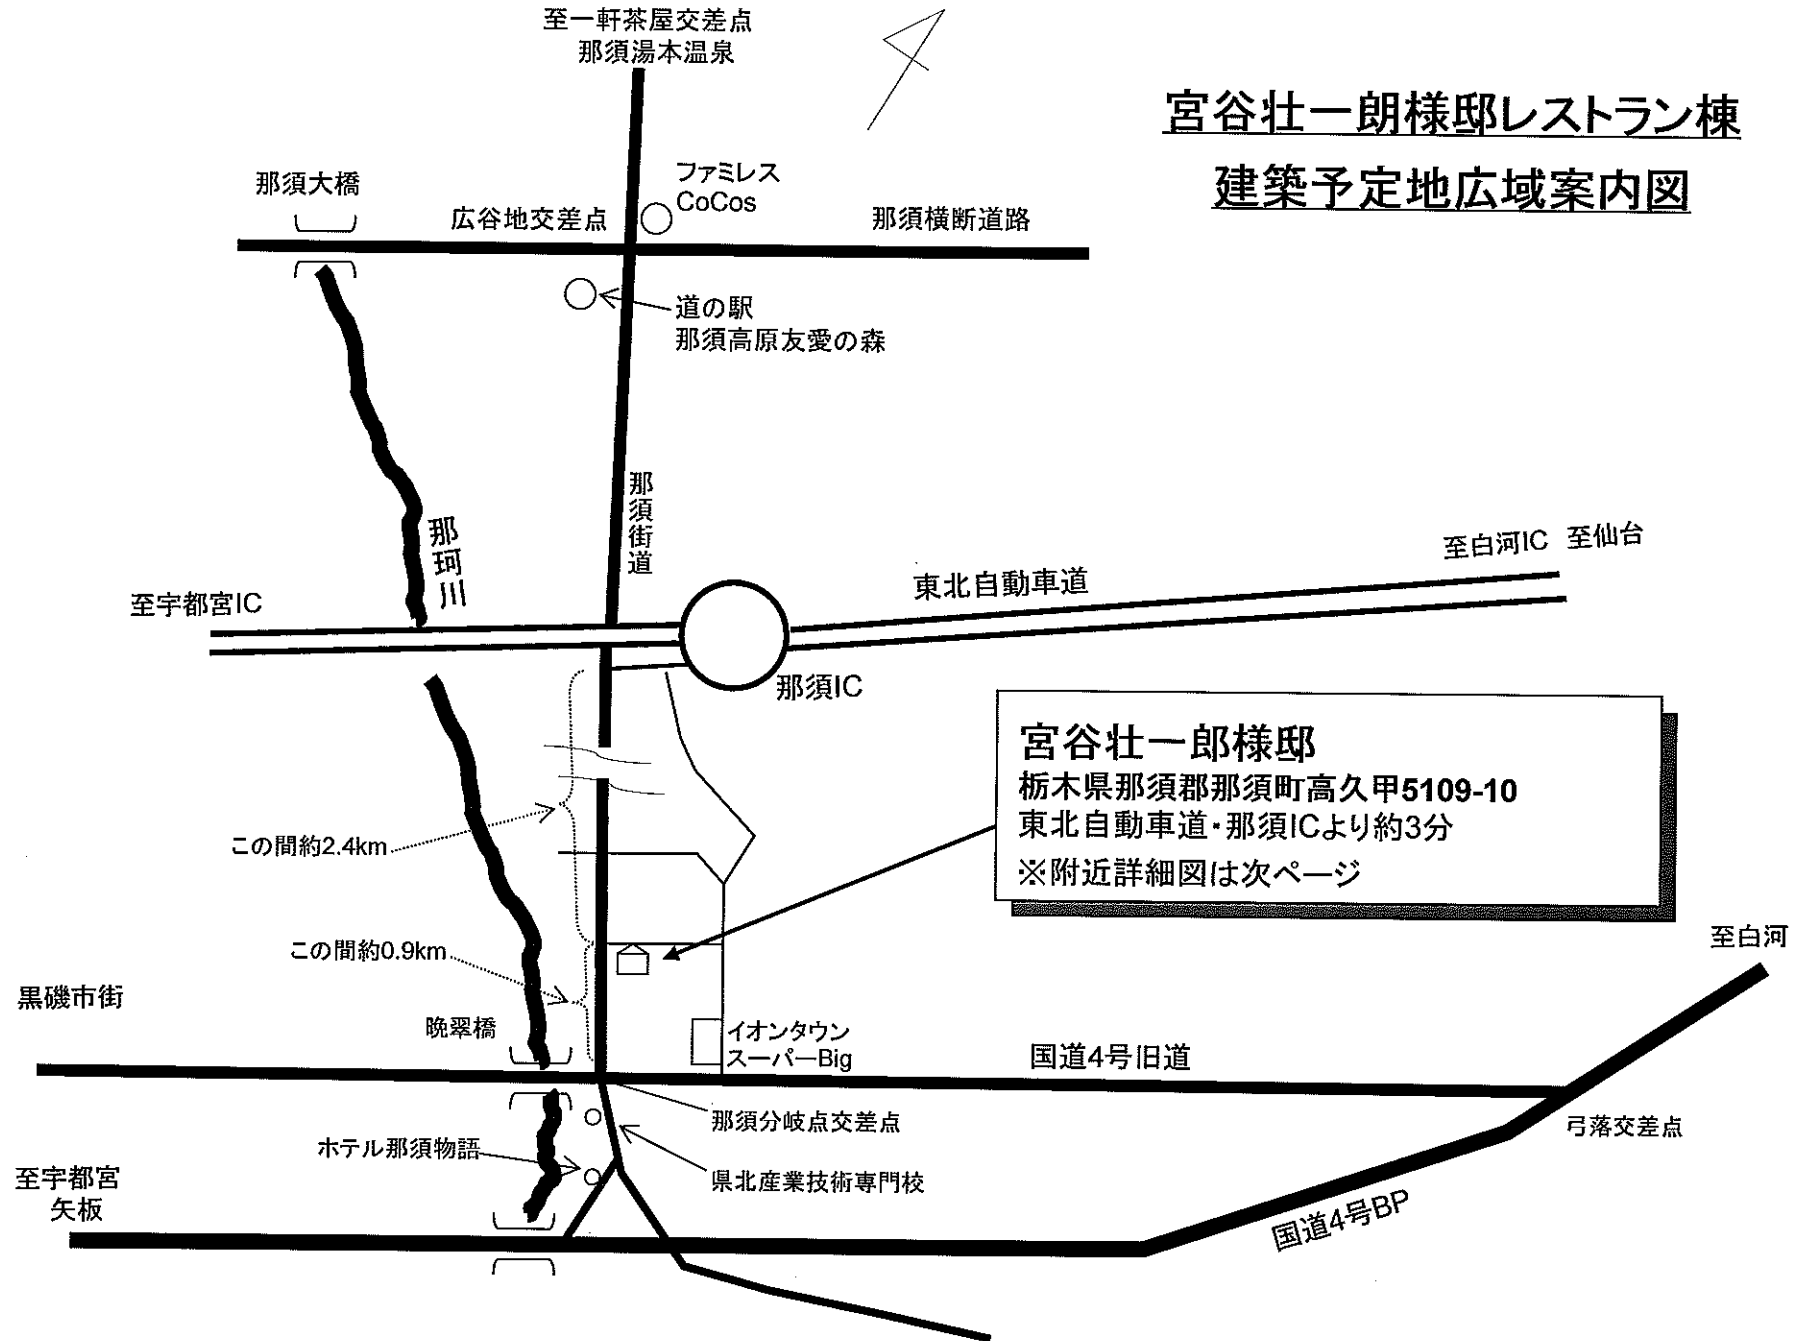 至一軒茶屋交差点
那須湯本温泉
宮谷壮一朗様邸レストラン棟
建築予定地広域案内図
那須大橋
ファミレス
CoCos
広谷地交差点
那須横断道路
道の駅
那須高原友愛の森
那須街道
那珂川
至宇都宮IC
東北自動車道
至白河IC 至仙台
那須IC
宮谷壮一郎様邸
栃木県那須郡那須町高久甲5109-10
東北自動車道・那須ICより約3分
※附近詳細図は次ページ
この間約2.4km
この間約0.9km
至白河
黒磯市街
晩翠橋
イオンタウン
スーパーBig
国道4号旧道
那須分岐点交差点
弓落交差点
ホテル那須物語
県北産業技術専門校
至宇都宮
矢板
国道4号BP